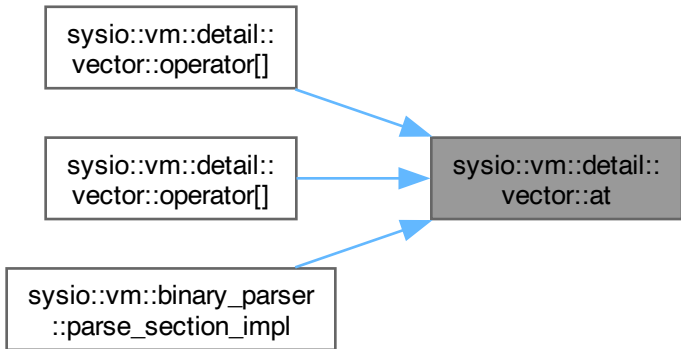 sysio::vm::detail::
vector::operator[]
sysio::vm::detail::
vector::operator[]
sysio::vm::detail::
vector::at
sysio::vm::binary_parser
::parse_section_impl